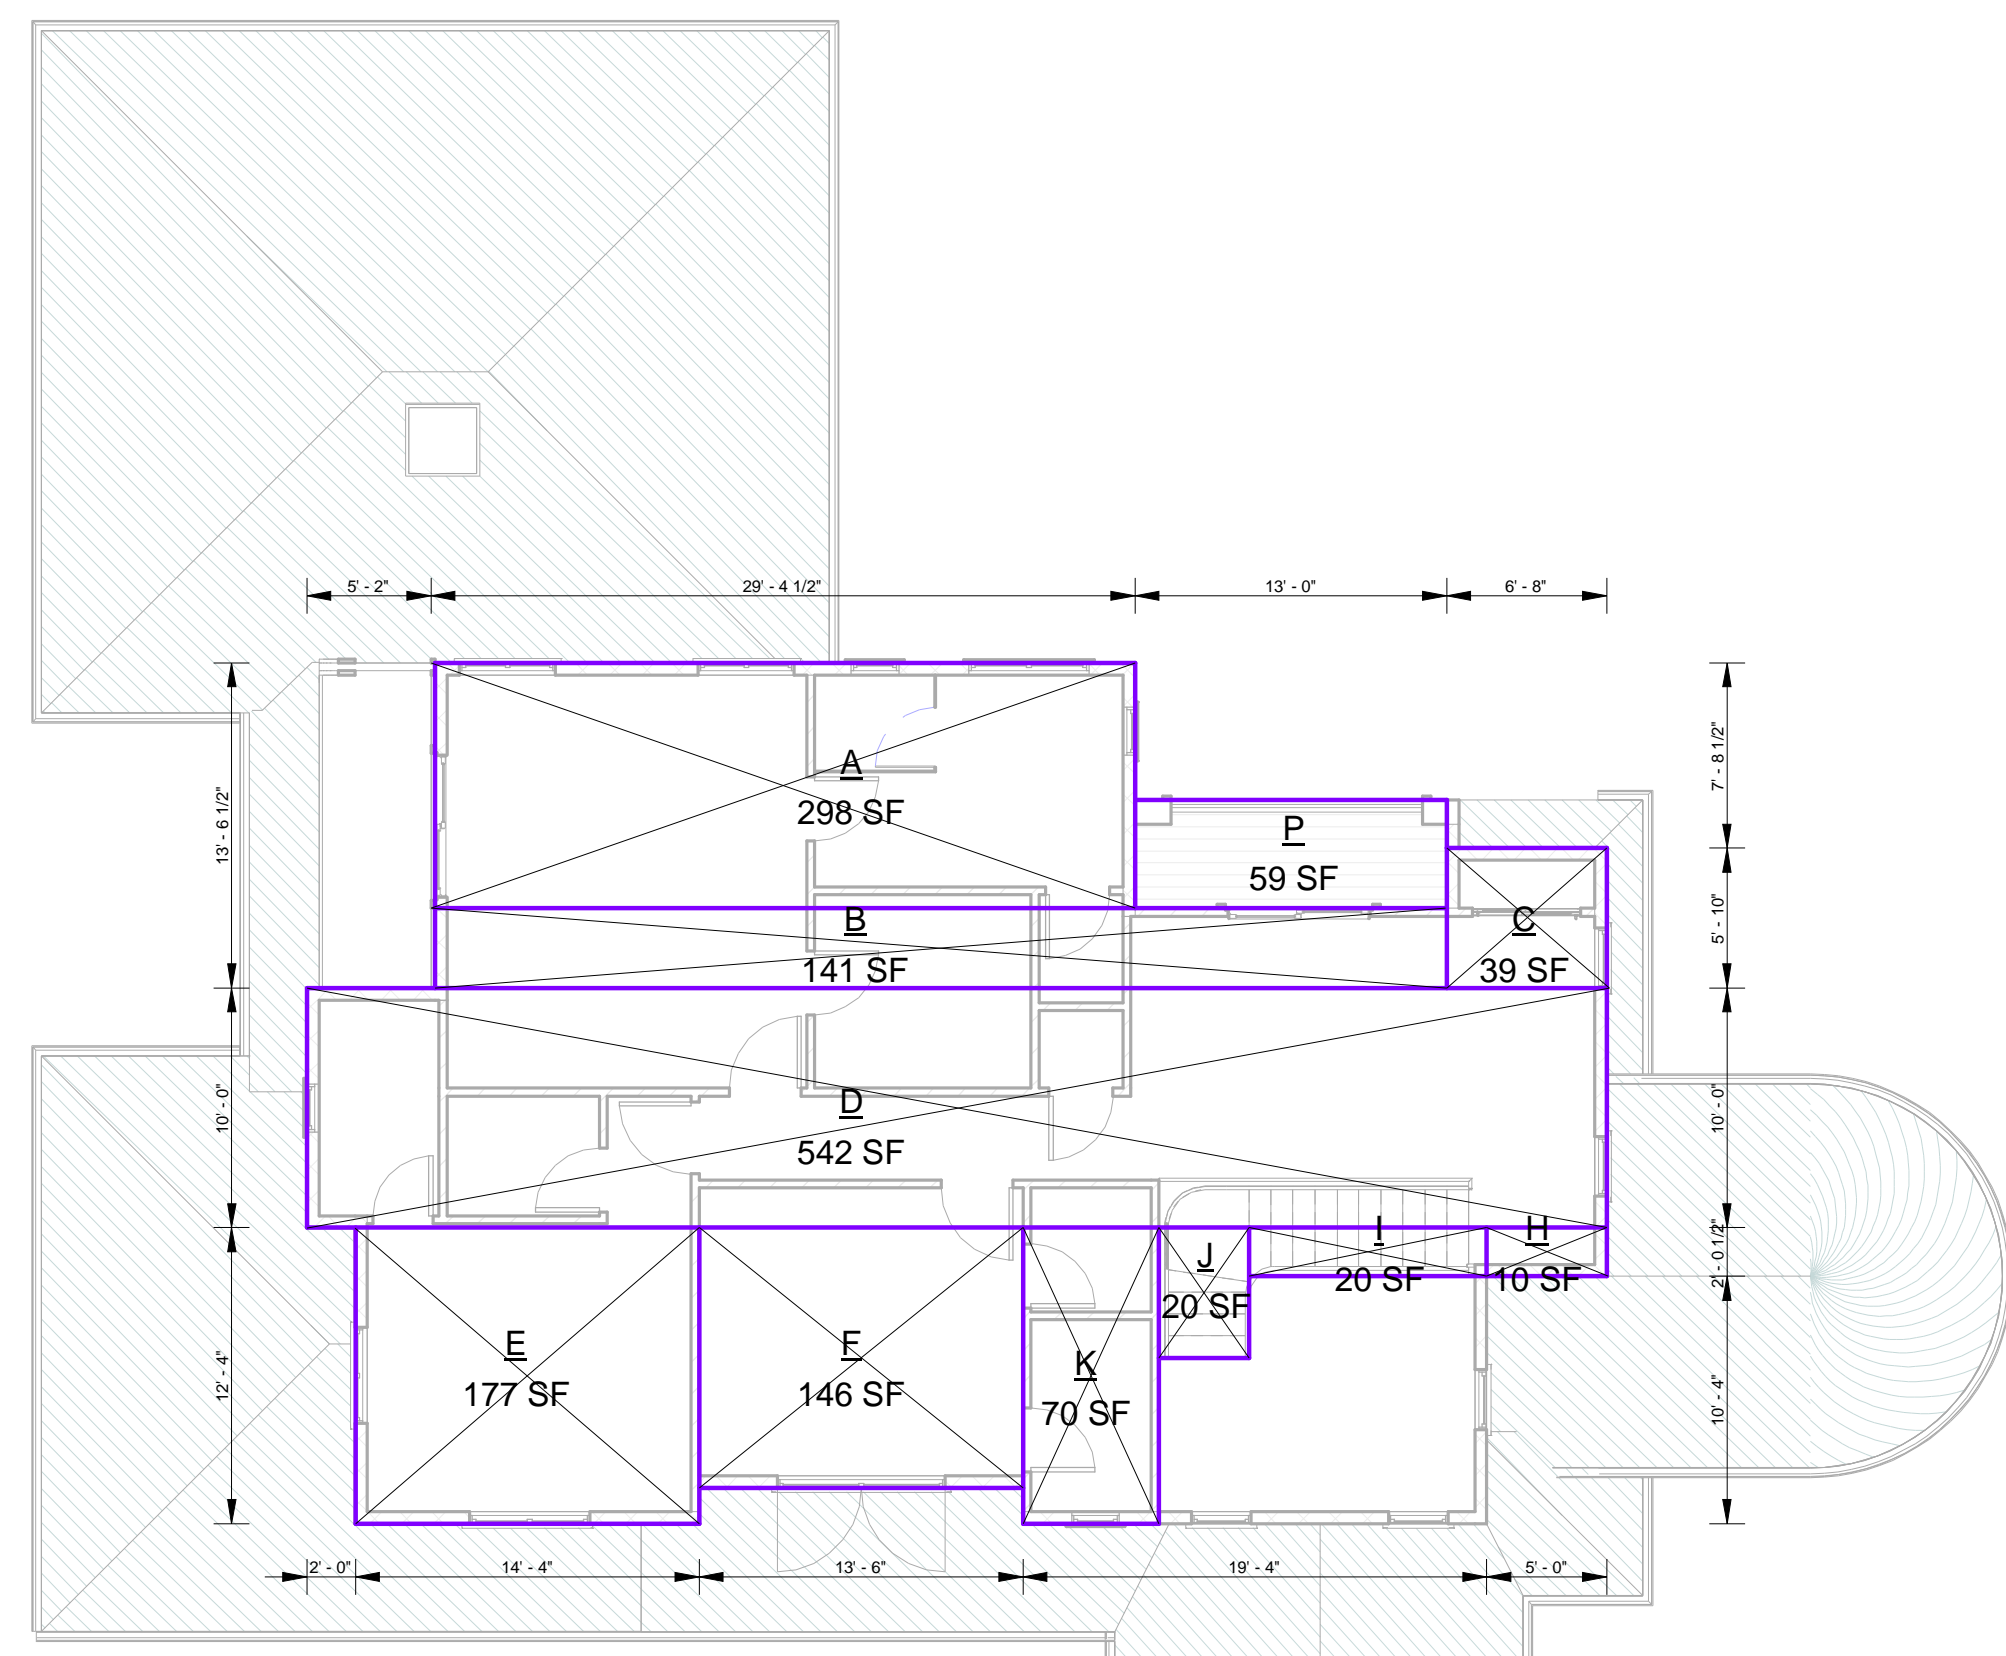 5' - 2"
29' - 4 1/2"
13' - 0"
6' - 8"
13' - 6 1/2"
7' - 8 1/2"
A
298 SF
P
59 SF
B
141 SF
C
39 SF
5' - 10"
10' - 0"
D
542 SF
10' - 0"
J
20 SF
I
20 SF
H
10 SF
2' - 0 1/2"
12' - 4"
E
177 SF
F
146 SF
K
70 SF
10' - 4"
2' - 0"
14' - 4"
13' - 6"
19' - 4"
5' - 0"